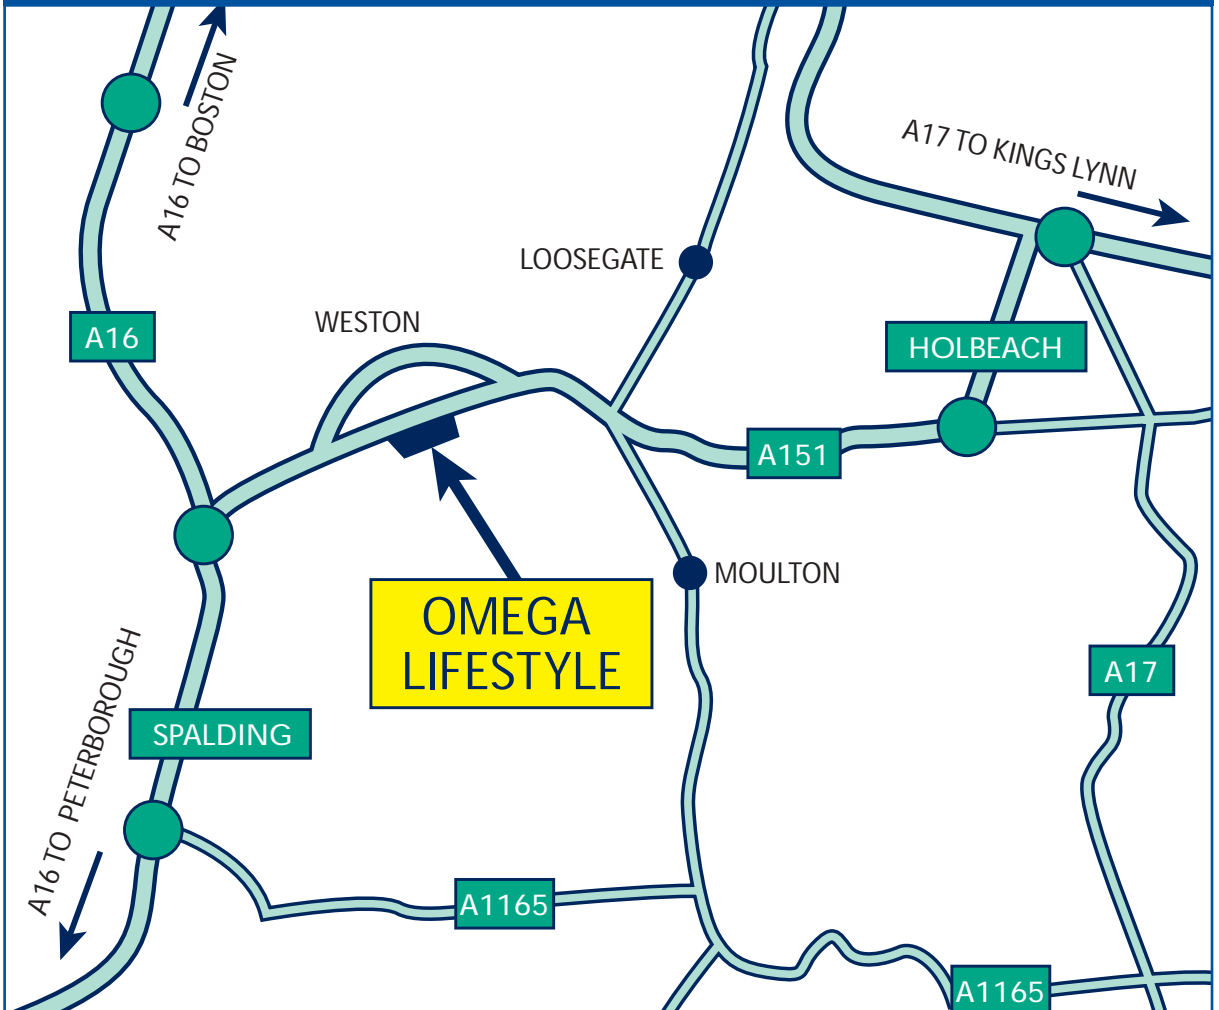 A16 TO BOSTON
A17 TO KINGS LYNN
LOOSEGATE
WESTON
A16
HOLBEACH
A151
MOULTON
OMEGA
LIFESTYLE
A17
SPALDING
A16 TO PETERBOROUGH
A1165
A1165